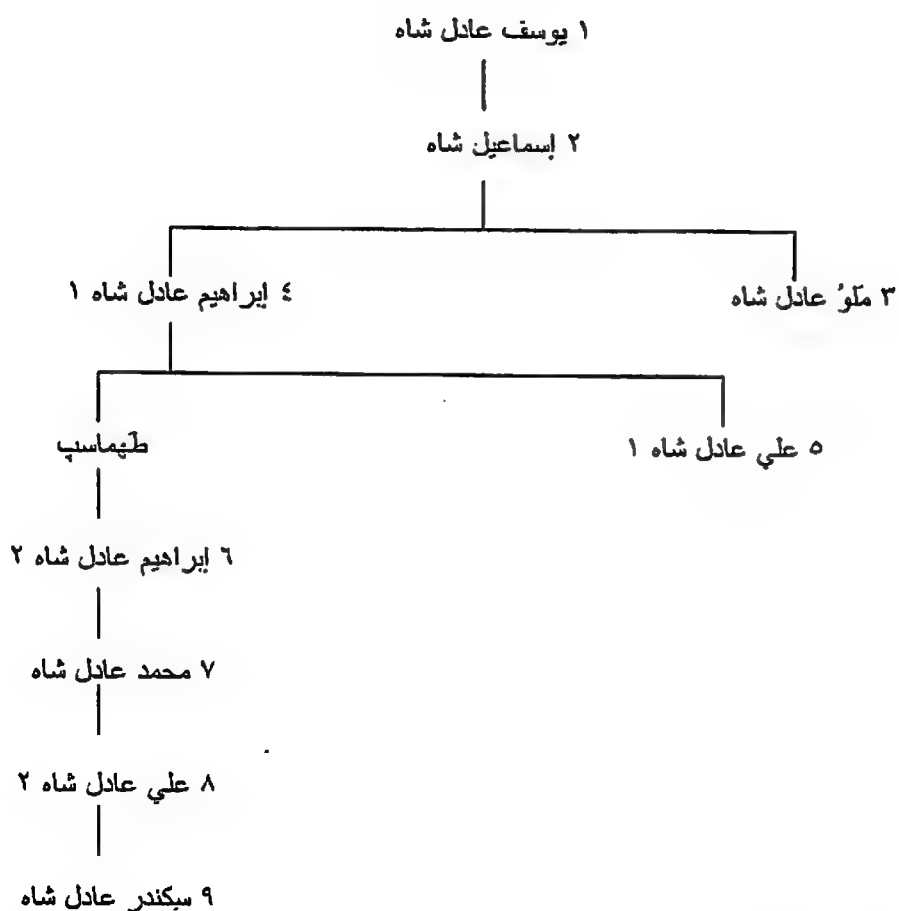 ١ يوسف عادل شاه
٢ إسماعيل شاه
٣ ملوُ عادل شاه
٤ إبراهيم عادل شاه ١
٥ علي عادل شاه ١
طَهماسب
٦ إبراهيم عادل شاه ٢
٧ محمد عادل شاه
٨ علي عادل شاه ٢
٩ سيكندر عادل شاه